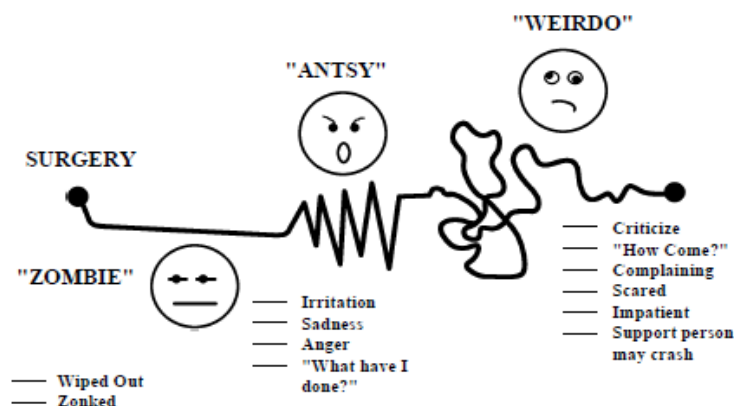 "WEIRDO"
"ANTSY"
SURGERY
"ZOMBIE"
Wiped Out
Zonked
Irritation
Sadness
Anger
"What have I
done?"
Criticize
"How Come?"
Complaining
Scared
Impatient
Support person
may crash